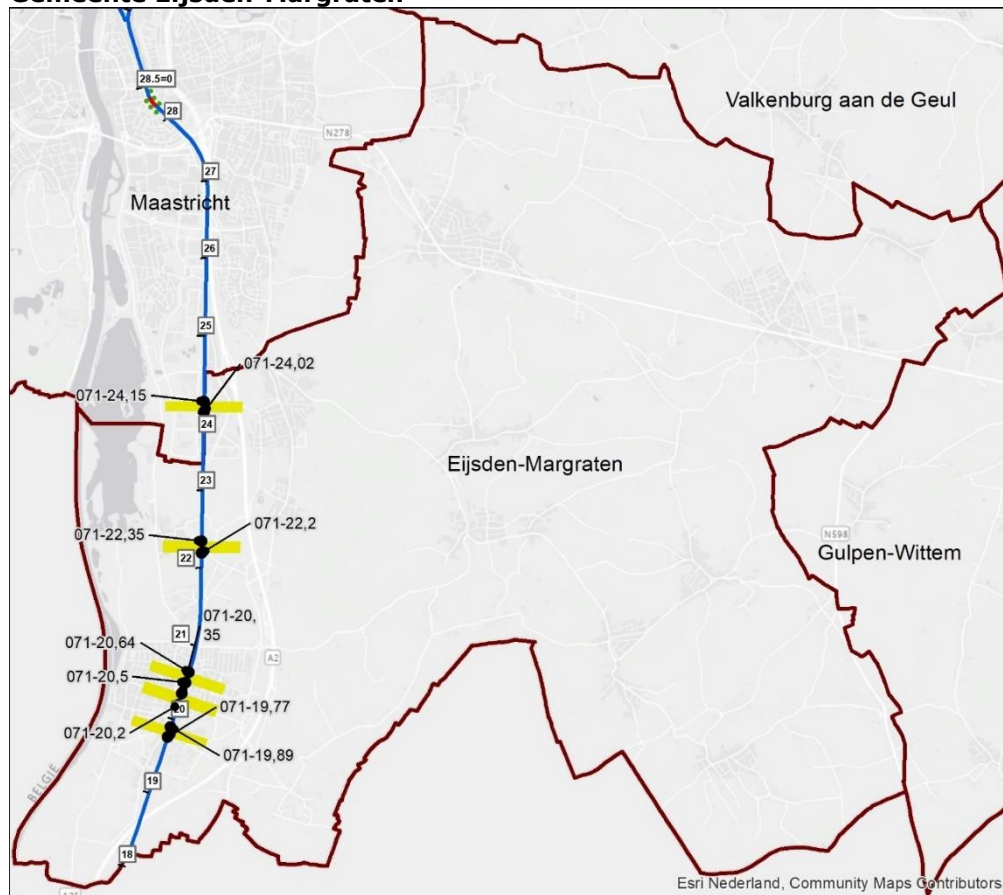 Gemeente Eijsden-Margraten
28.5=0
28
Valkenburg aan de Geul
N278
27
Maastricht
26
25
071-24,02
071-24,15
24
Eijsden-Margraten
23
071-22,2
071-22,35
22
N598
Gulpen-Wittem
071-20,
35
21
071-20,64
A2
071-20,5
071-19,77
20
071-20,2
071-19,89
BELGIE
19
18
Esri Nederland, Community Maps Contributors